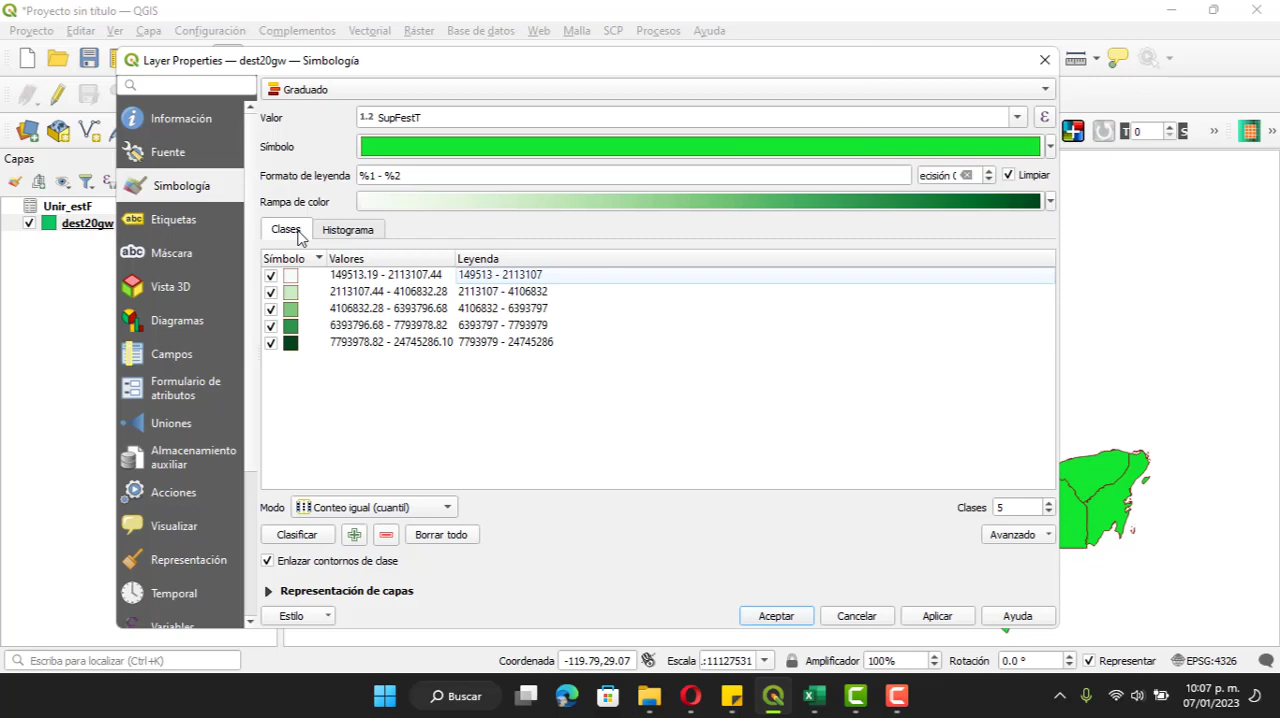 *Proyecto sin título — QGIS
Proyecto Editar Ver Capa Configuración Complementos Vectorial Ráster Base de datos Web Malla SCP Procesos Ayuda
Layer Properties — dest20gw — Simbología
Graduado
Información
Valor 1.2 SupFestT ε
T 0 S » »
Símbolo
Fuente
Capas
Formato de leyenda %1 - %2 ecisión Limpiar
Simbología
Rampa de color
Unir_estF
abc Etiquetas
dest20gw
Clases Histograma
abc Máscara
Símbolo Valores Leyenda
149513.19 - 2113107.44 149513 - 2113107
Vista 3D
2113107.44 - 4106832.28 2113107 - 4106832
4106832.28 - 6393796.68 4106832 - 6393797
Diagramas
6393796.68 - 7793978.82 6393797 - 7793979
7793978.82 - 24745286.10 7793979 - 24745286
Campos
Formulario de
atributos
Uniones
Almacenamiento
auxiliar
Acciones
Modo Conteo igual (cuantil) Clases 5
Visualizar
Clasificar Borrar todo Avanzado
Representación
Enlazar contornos de clase
Temporal
Representación de capas
Variables
Estilo Aceptar Cancelar Aplicar Ayuda
Escriba para localizar (Ctrl+K) Coordenada -119.79,29.07 Escala :11127531 Amplificador 100% Rotación 0.0 ° Representar EPSG:4326
Buscar
10:07 p. m.
07/01/2023